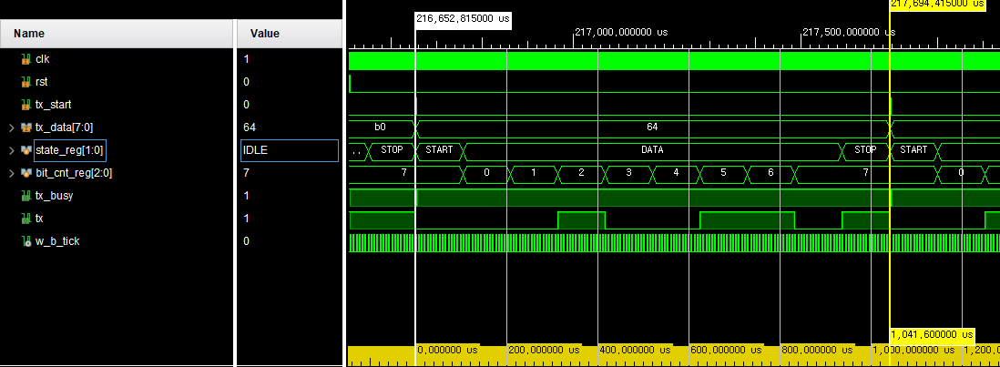 217,694,415000 us
216,652,815000 us
Name Value
217,000,000000 us 217,500,000000 us
clk 1
rst 0
tx_start 0
tx_data[7:0] 64 b0 64
state_reg[1:0] IDLE .. STOP START DATA STOP START
bit_cnt_reg[2:0] 7 7 0 1 2 3 4 5 6 7 0
tx_busy 1
tx 1
w_b_tick 0
1,041,600000 us
0,000000 us 200,000000 us 400,000000 us 600,000000 us 800,000000 us 1,000,000000 us 1,200,